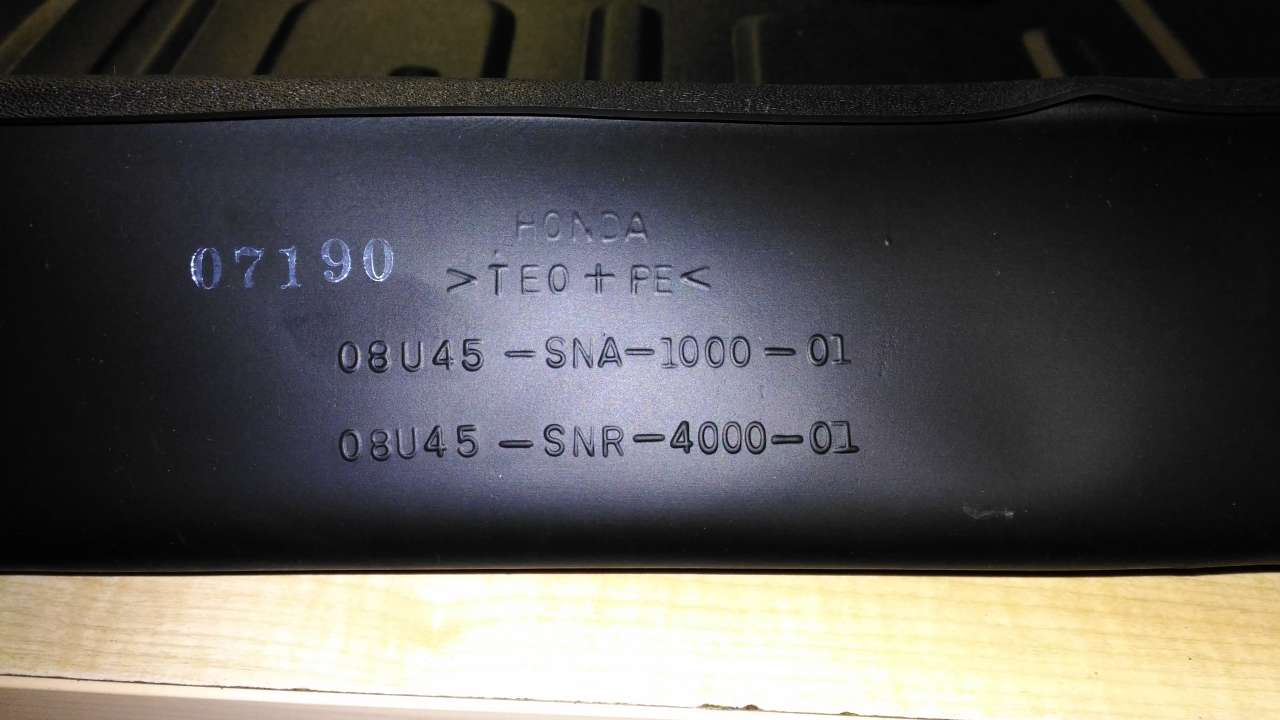 HONDA
07190
>TEO+PE<
08U45-SNA-1000-01
08U45-SNR-4000-01